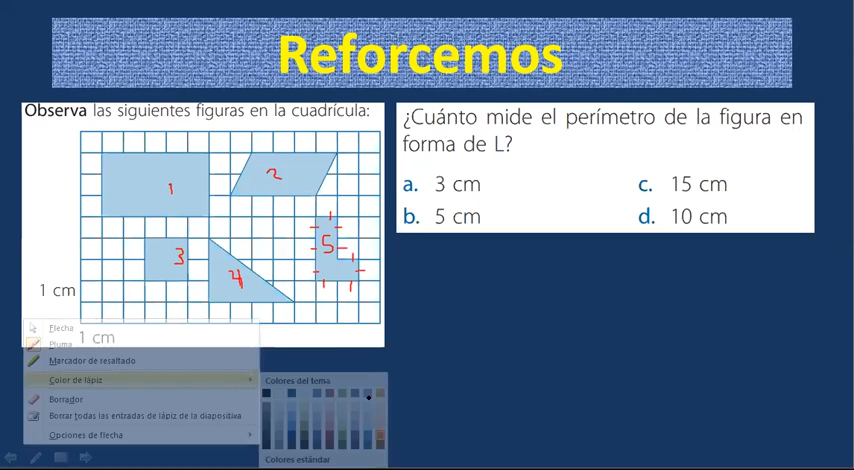 Reforcemos
Observa las siguientes figuras en la cuadrícula:
1
2
3
4
5
1 cm
1 cm
¿Cuánto mide el perímetro de la figura en
forma de L?
a. 3 cm
c. 15 cm
b. 5 cm
d. 10 cm
Flecha
Pluma
Marcador de resaltado
Color de lápiz
Borrador
Borrar todas las entradas de lápiz de la diapositiva
Opciones de flecha
Colores del tema
Colores estándar